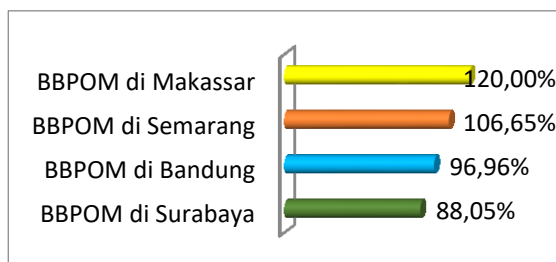 BBPOM di Makassar 120,00%
BBPOM di Semarang 106,65%
BBPOM di Bandung 96,96%
BBPOM di Surabaya 88,05%